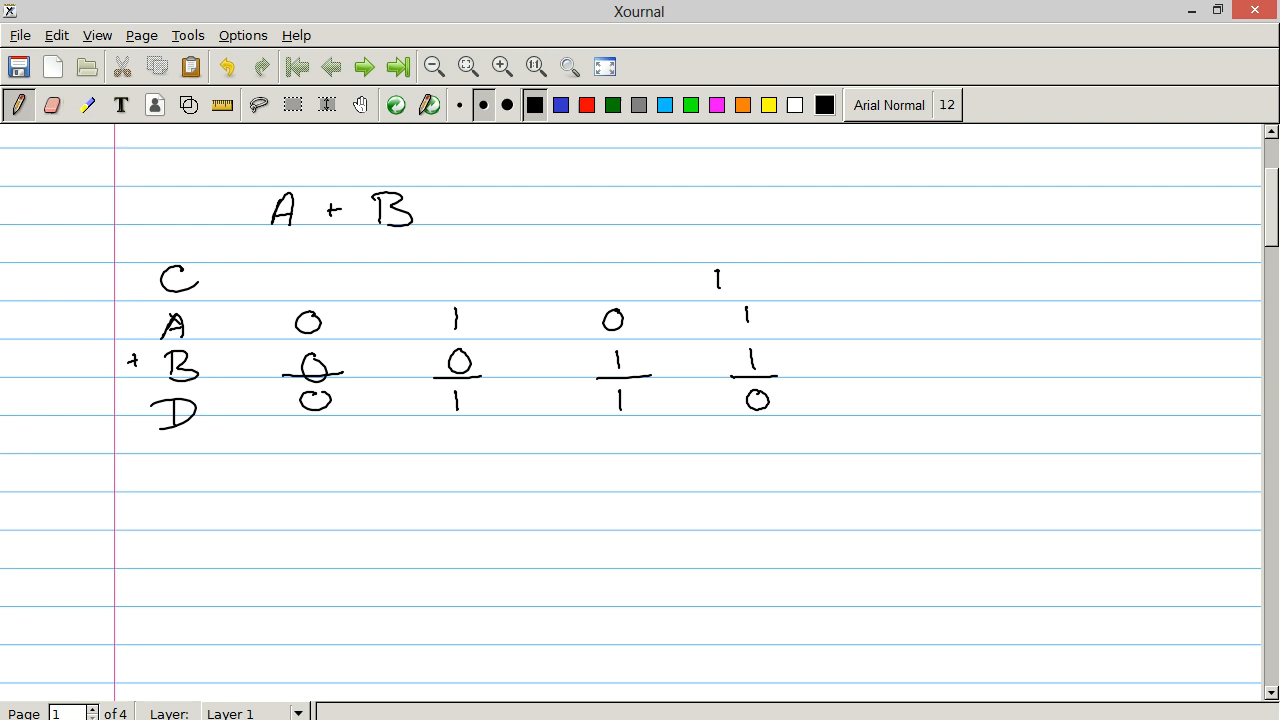 Xournal
File Edit View Page Tools Options Help
T Arial Normal 12
A + B
C 1
A 0 1 0 1
+ B 0 0 1 1
D 0 1 1 0
Page 1 of 4 Layer: Layer 1